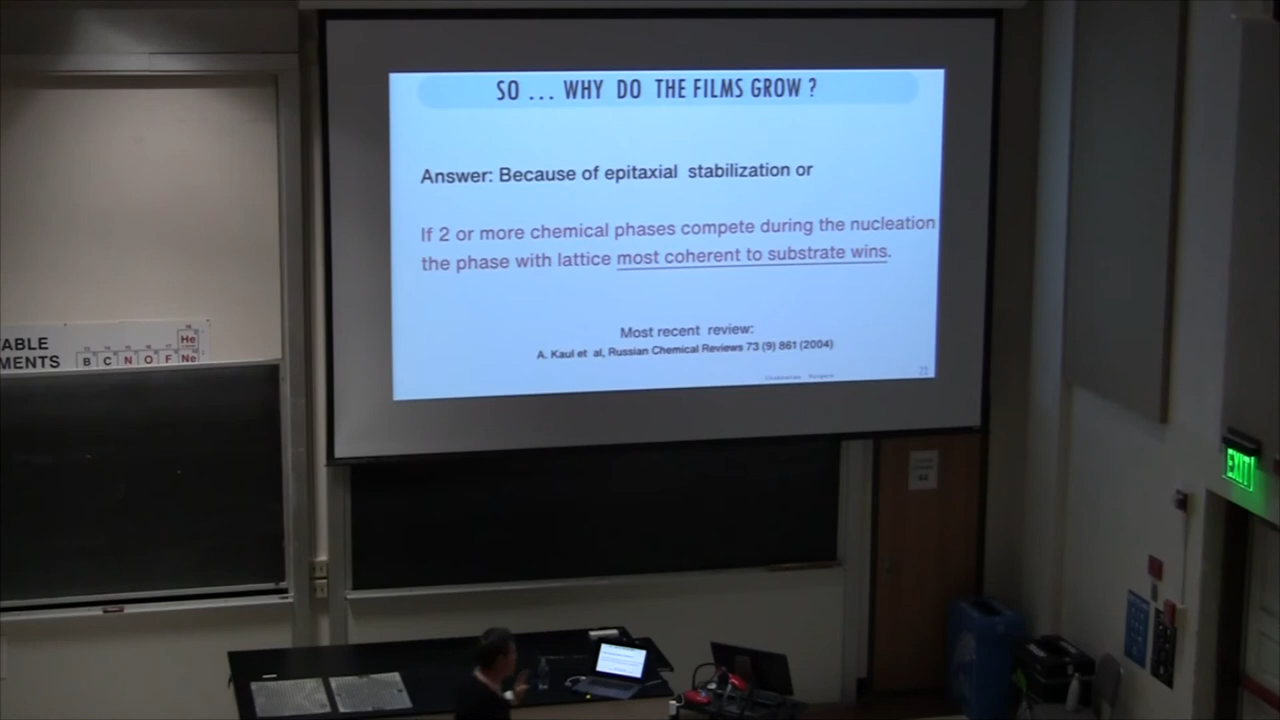 SO ... WHY DO THE FILMS GROW ?
Answer: Because of epitaxial stabilization or
If 2 or more chemical phases compete during the nucleation
the phase with lattice most coherent to substrate wins.
Most recent review:
A. Kaul et al, Russian Chemical Reviews 73 (9) 861 (2004)
ABLE
MENTS
He
B C N O F Ne
EXIT